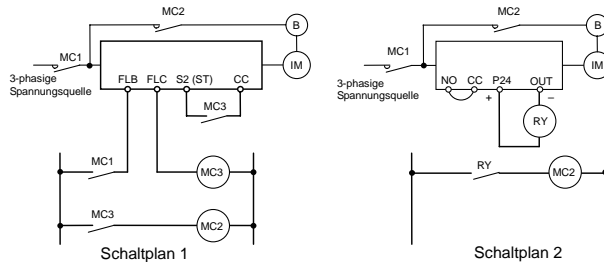 MC2
B
MC1
IM
3-phasige
Spannungsquelle
FLB FLC S2 (ST) CC
MC3
MC1
MC3
MC3
MC2
Schaltplan 1
MC2
B
MC1
IM
3-phasige
Spannungsquelle
NO CC P24 OUT
+ –
RY
RY
MC2
Schaltplan 2